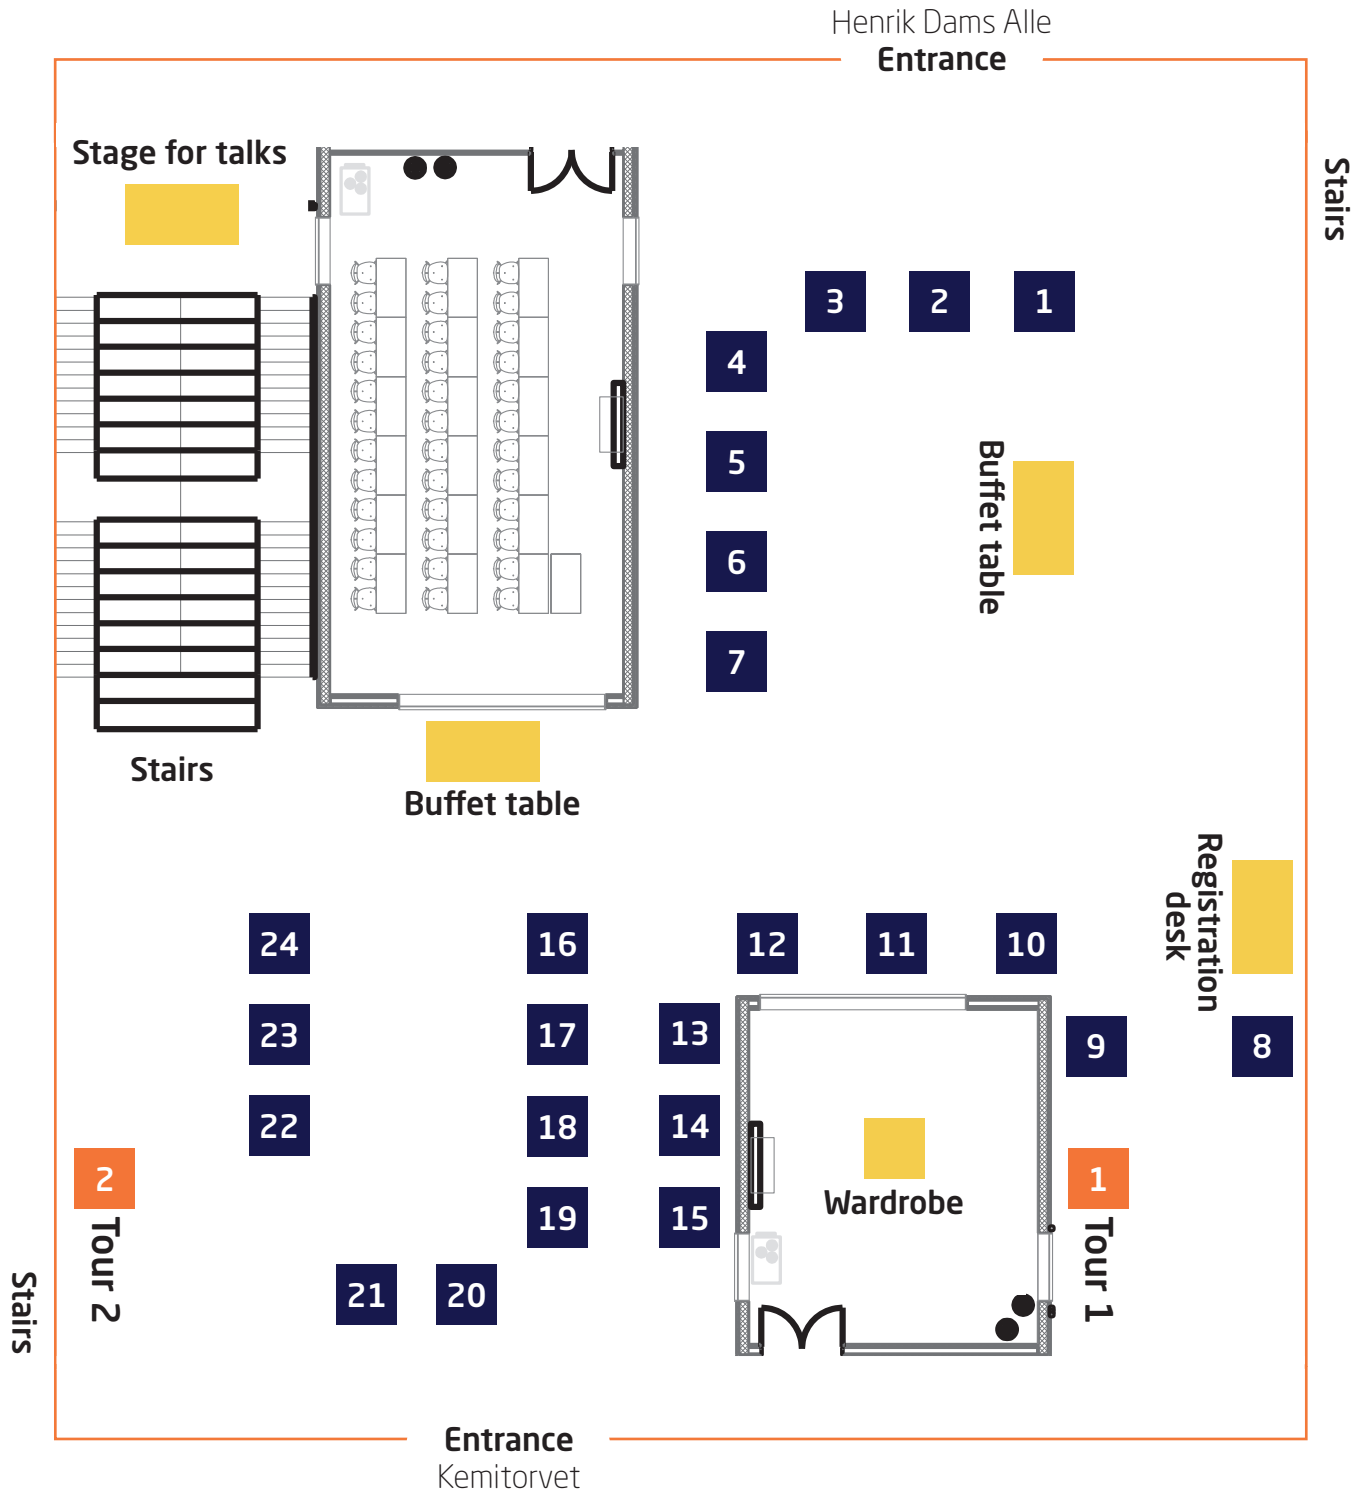 Henrik Dams Alle
Entrance
Stage for talks
Stairs
3
2
1
4
5
6
7
Buffet table
Stairs
Buffet table
Registration
desk
24
16
12
11
10
23
17
13
9
8
22
18
14
2
Tour 2
1
Tour 1
Wardrobe
19
15
21
20
Stairs
Entrance
Kemitorvet